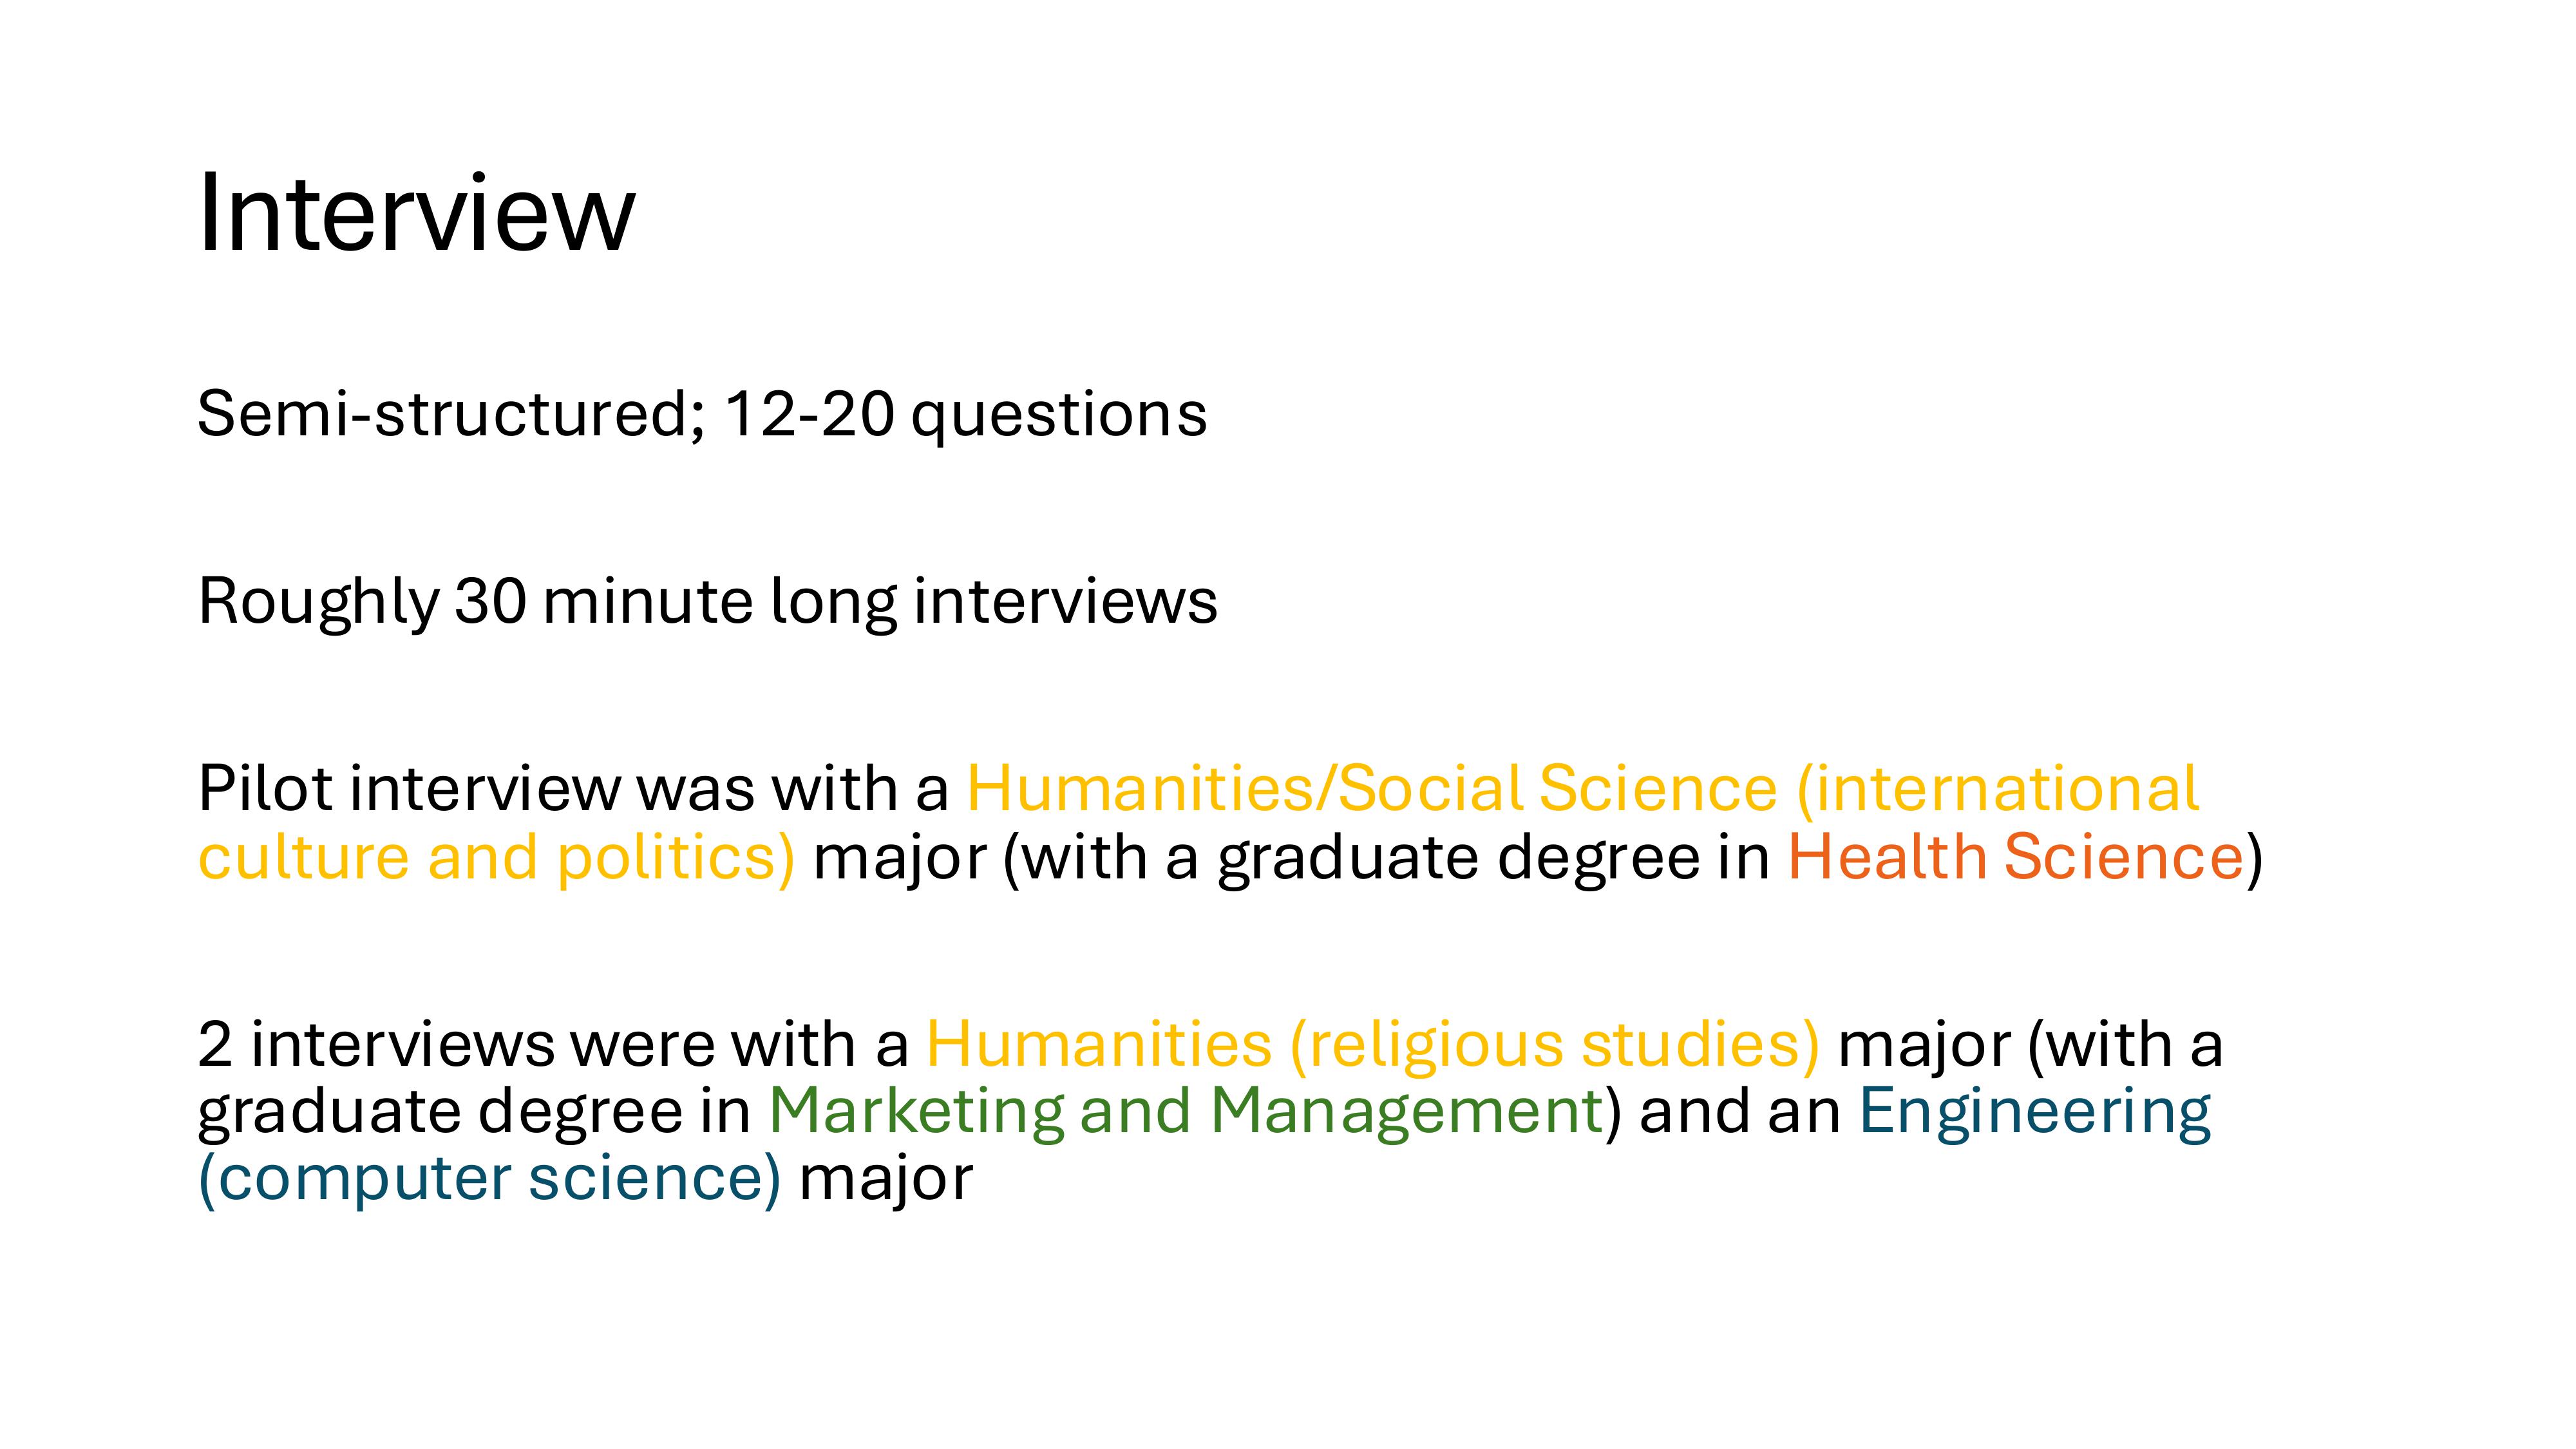 Interview
Semi-structured; 12-20 questions
Roughly 30 minute long interviews
Pilot interview was with a Humanities/Social Science (international
culture and politics) major (with a graduate degree in Health Science)
2 interviews were with a Humanities (religious studies) major (with a
graduate degree in Marketing and Management) and an Engineering
(computer science) major